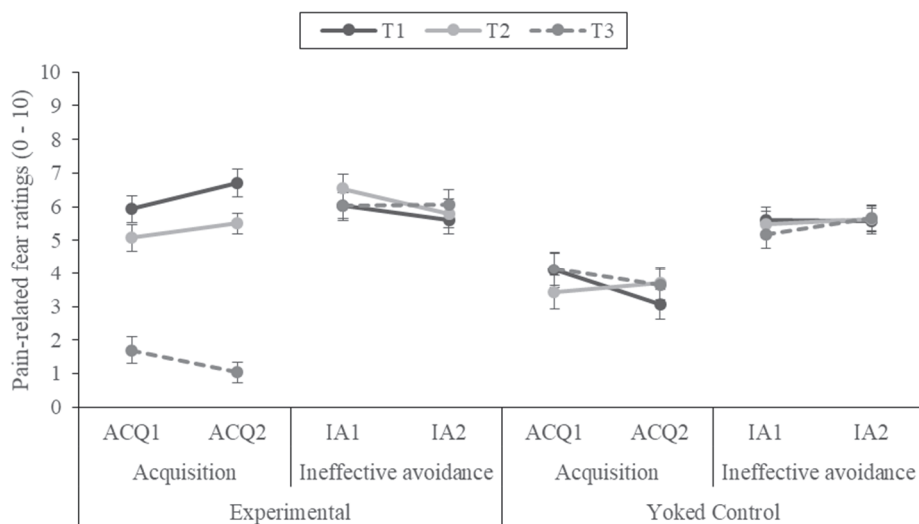 T1 T2 T3
Pain-related fear ratings (0 - 10)
10
9
8
7
6
5
4
3
2
1
0
ACQ1 ACQ2 IA1 IA2 ACQ1 ACQ2 IA1 IA2
Acquisition Ineffective avoidance Acquisition Ineffective avoidance
Experimental Yoked Control